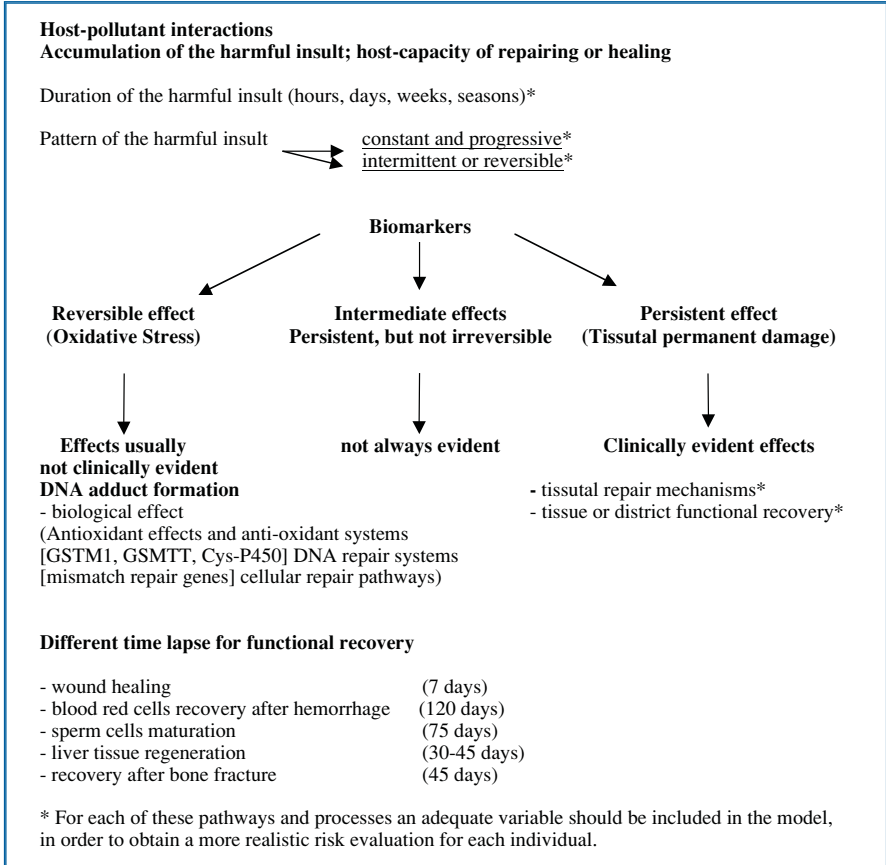 Host-pollutant interactions
Accumulation of the harmful insult; host-capacity of repairing or healing
Duration of the harmful insult (hours, days, weeks, seasons)*
Pattern of the harmful insult constant and progressive*
intermittent or reversible*
Biomarkers
Reversible effect
(Oxidative Stress)
Intermediate effects
Persistent, but not irreversible
Persistent effect
(Tissutal permanent damage)
Effects usually
not clinically evident
DNA adduct formation
- biological effect
(Antioxidant effects and anti-oxidant systems
[GSTM1, GSMTT, Cys-P450] DNA repair systems
[mismatch repair genes] cellular repair pathways)
not always evident
Clinically evident effects
- tissutal repair mechanisms*
- tissue or district functional recovery*
Different time lapse for functional recovery
- wound healing (7 days)
- blood red cells recovery after hemorrhage (120 days)
- sperm cells maturation (75 days)
- liver tissue regeneration (30-45 days)
- recovery after bone fracture (45 days)
* For each of these pathways and processes an adequate variable should be included in the model,
in order to obtain a more realistic risk evaluation for each individual.